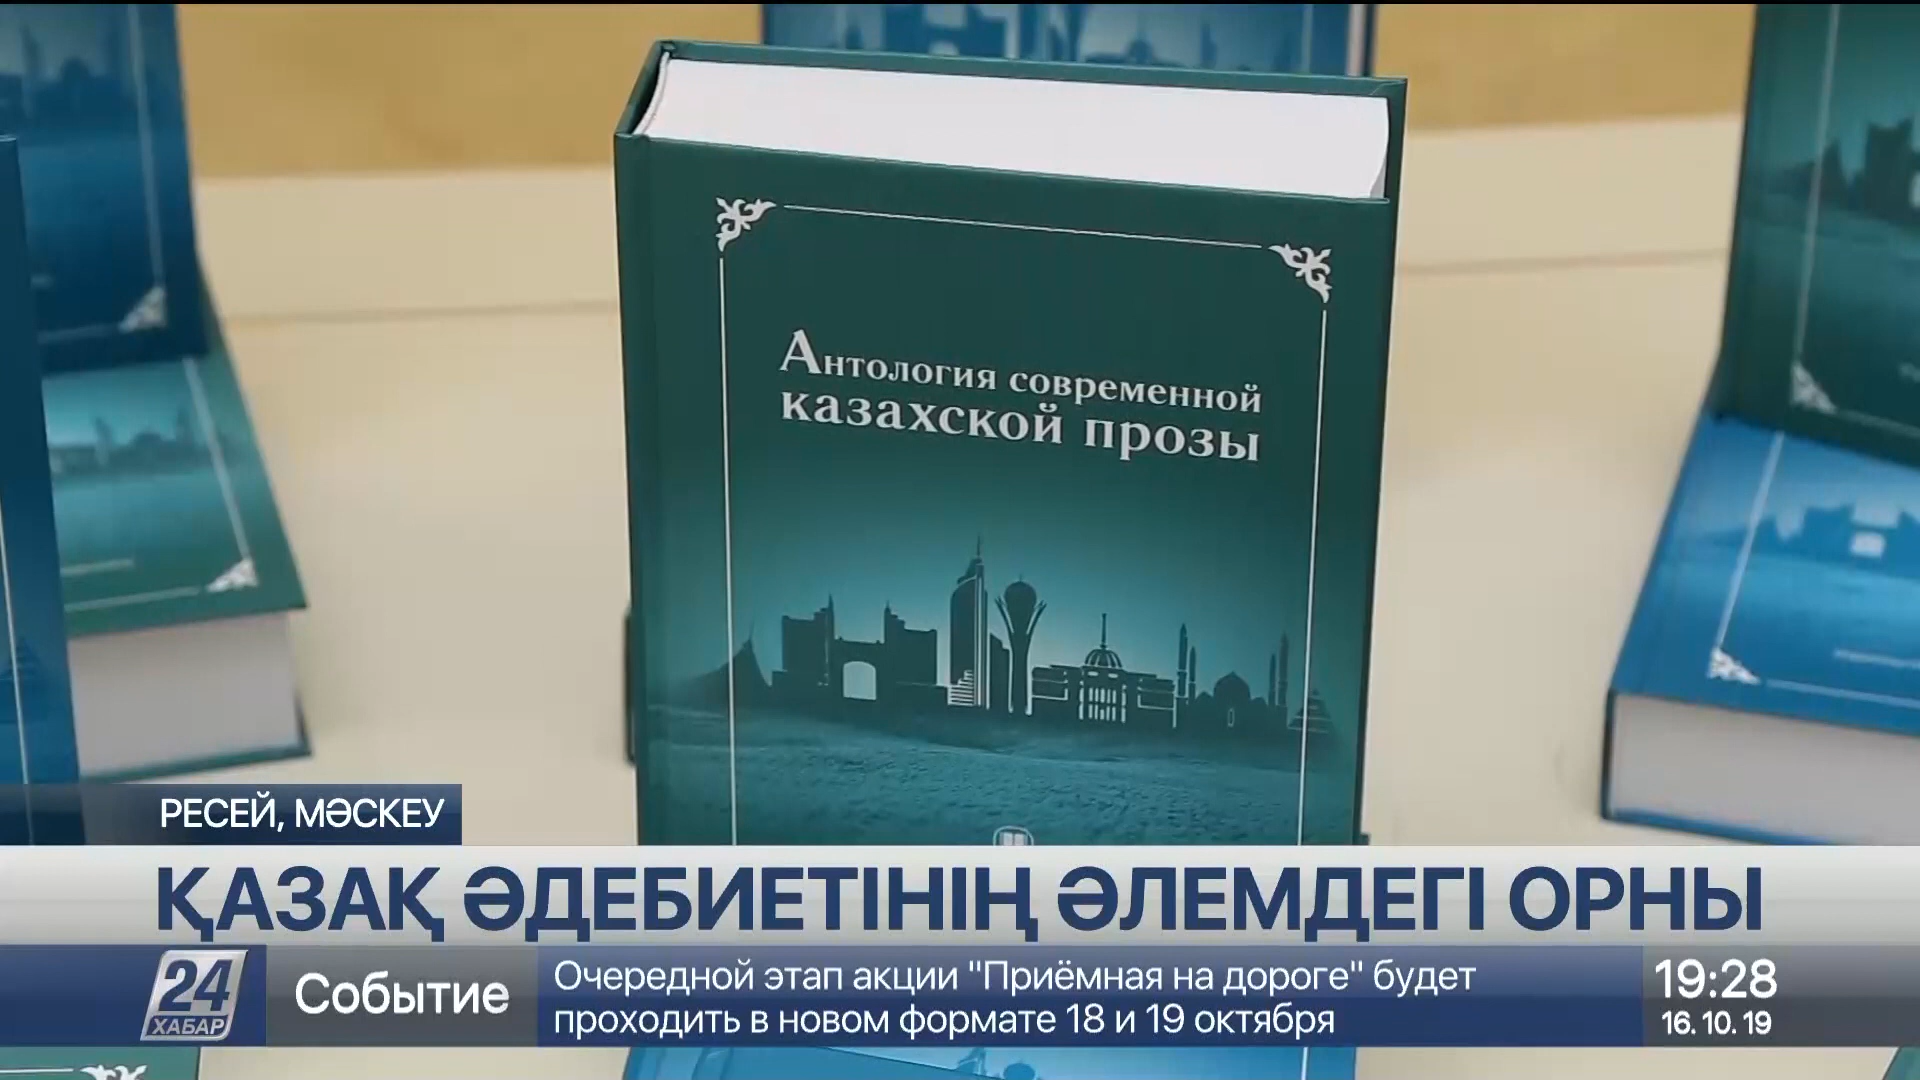 Антология современной
казахской прозы
РЕСЕЙ, МӘСКЕУ
ҚАЗАҚ ӘДЕБИЕТІНІҢ ӘЛЕМДЕГІ ОРНЫ
24
ХАБАР
Событие
Очередной этап акции "Приёмная на дороге" будет
проходить в новом формате 18 и 19 октября
19:28
16.10.19